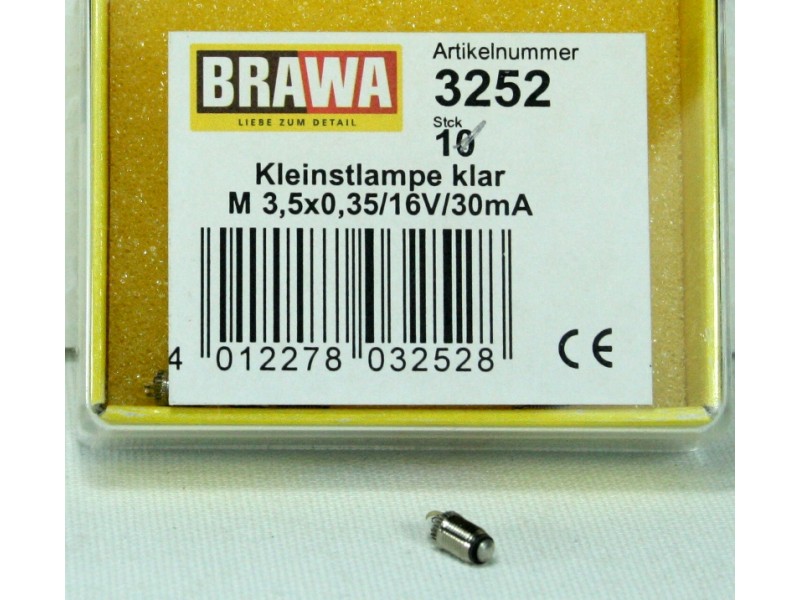 BRAWA
LIEBE ZUM DETAIL
Artikelnummer
3252
Stck
10
Kleinstlampe klar
M 3,5x0,35/16V/30mA
4 012278 032528
CE